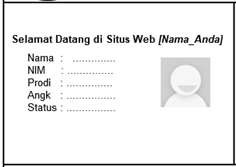 Selamat Datang di Situs Web [Nama_Anda]
Nama : ...............
NIM : ...............
Prodi : ...............
Angk : ...............
Status : ...............